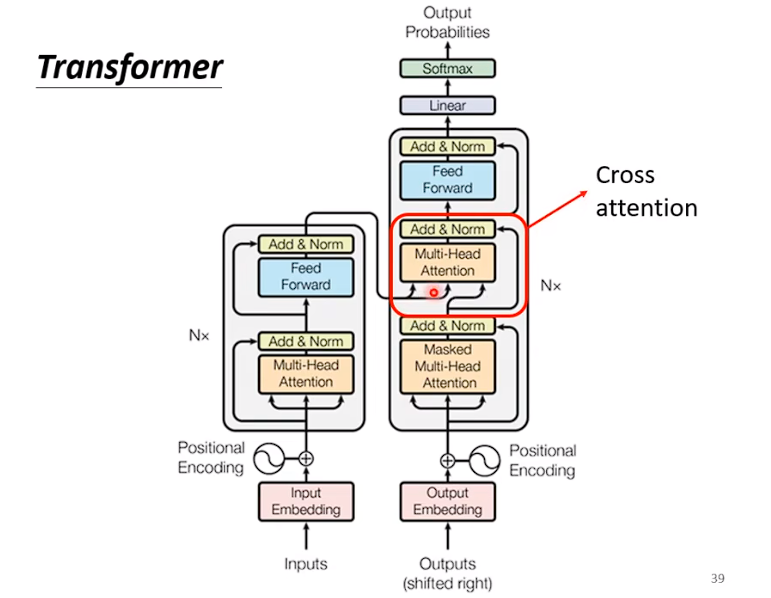 Transformer
Output
Probabilities
Softmax
Linear
Add & Norm
Feed
Forward
Add & Norm
Multi-Head
Attention
Cross
attention
N×
Add & Norm
Masked
Multi-Head
Attention
Add & Norm
Feed
Forward
N×
Add & Norm
Multi-Head
Attention
Positional
Encoding
Positional
Encoding
Input
Embedding
Output
Embedding
Inputs
Outputs
(shifted right)
39